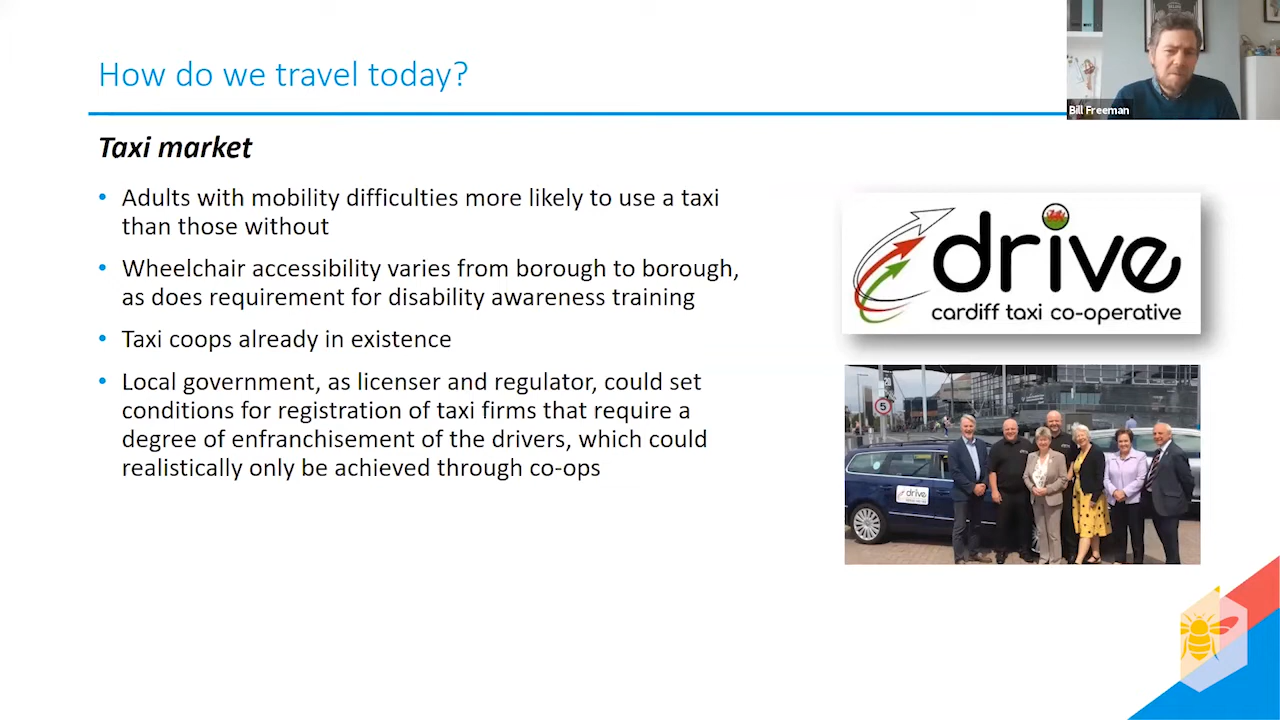 How do we travel today?
Bill Freeman
Taxi market
• Adults with mobility difficulties more likely to use a taxi
than those without
• Wheelchair accessibility varies from borough to borough,
as does requirement for disability awareness training
• Taxi coops already in existence
• Local government, as licenser and regulator, could set
conditions for registration of taxi firms that require a
degree of enfranchisement of the drivers, which could
realistically only be achieved through co-ops
drive
cardiff taxi co-operative
5
drive